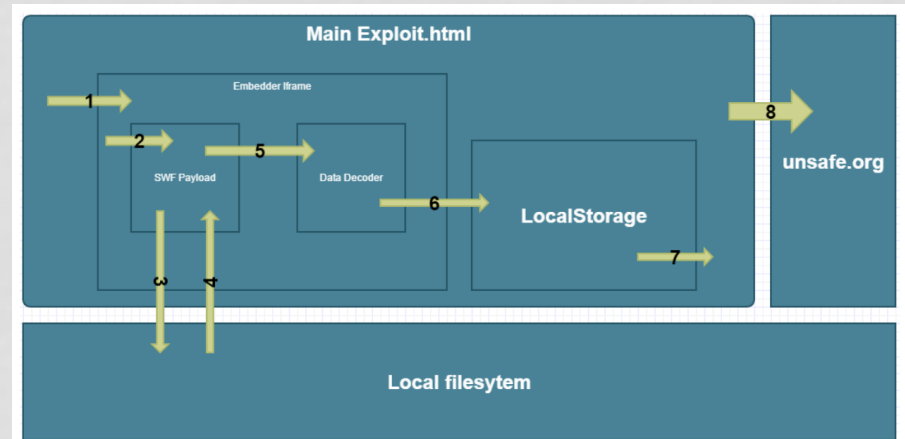 Main Exploit.html
Embedder Iframe
1
2
5
8
SWF Payload
Data Decoder
unsafe.org
6
LocalStorage
7
3
4
Local filesytem